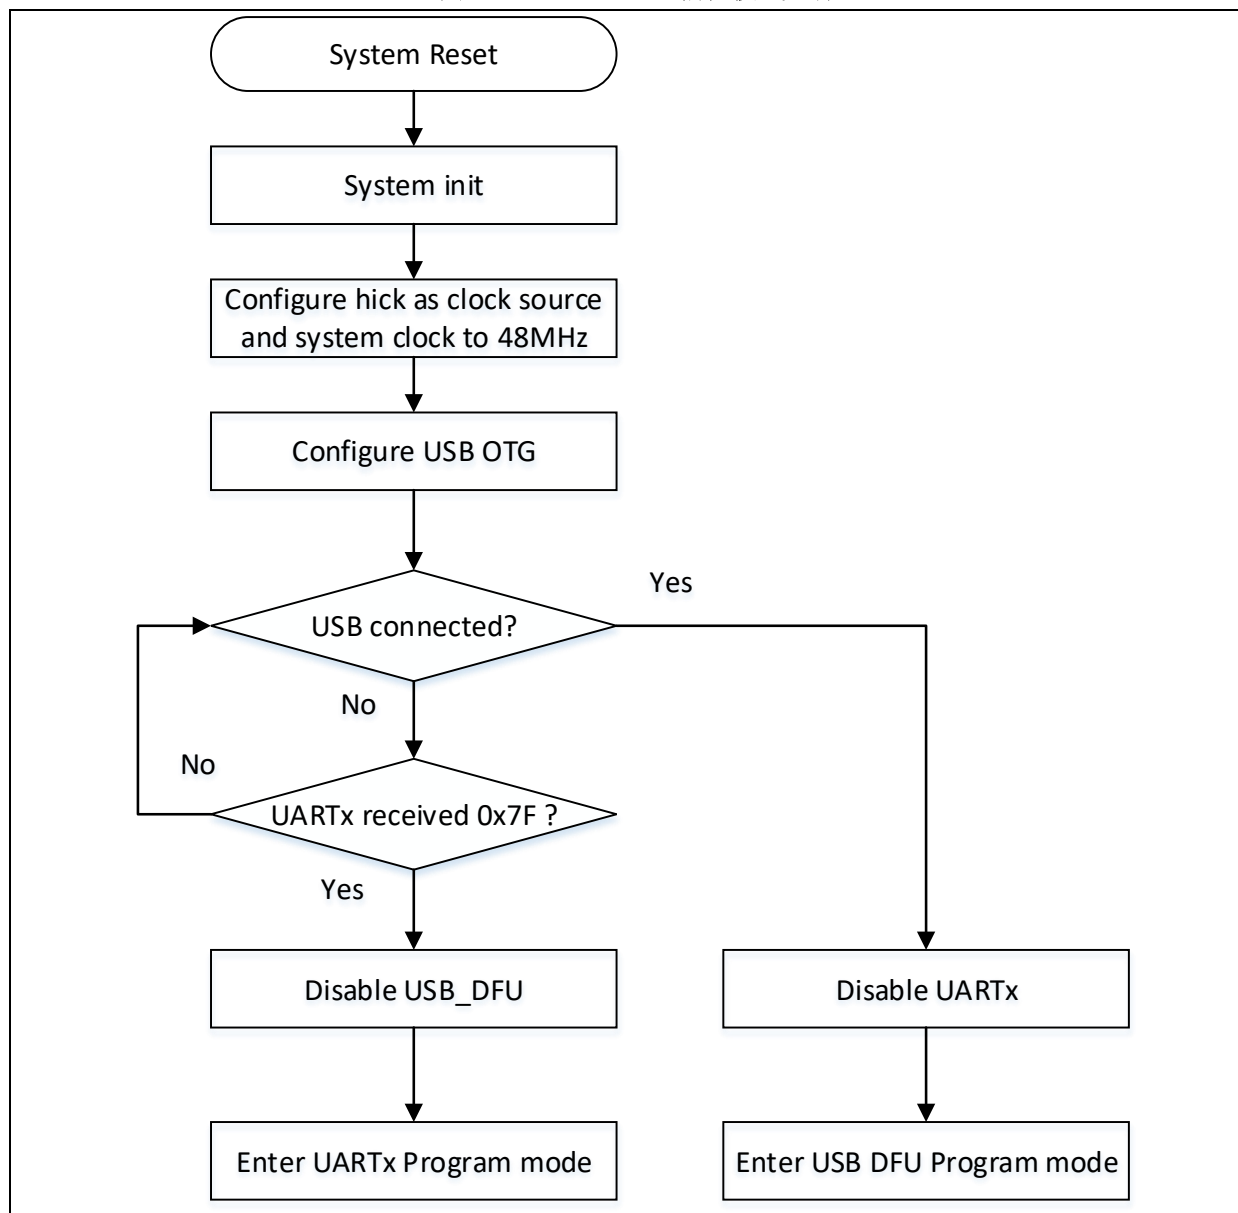 System Reset
System init
Configure hick as clock source
and system clock to 48MHz
Configure USB OTG
Yes
USB connected?
No
No
UARTx received 0x7F ?
Yes
Disable USB_DFU
Disable UARTx
Enter UARTx Program mode
Enter USB DFU Program mode